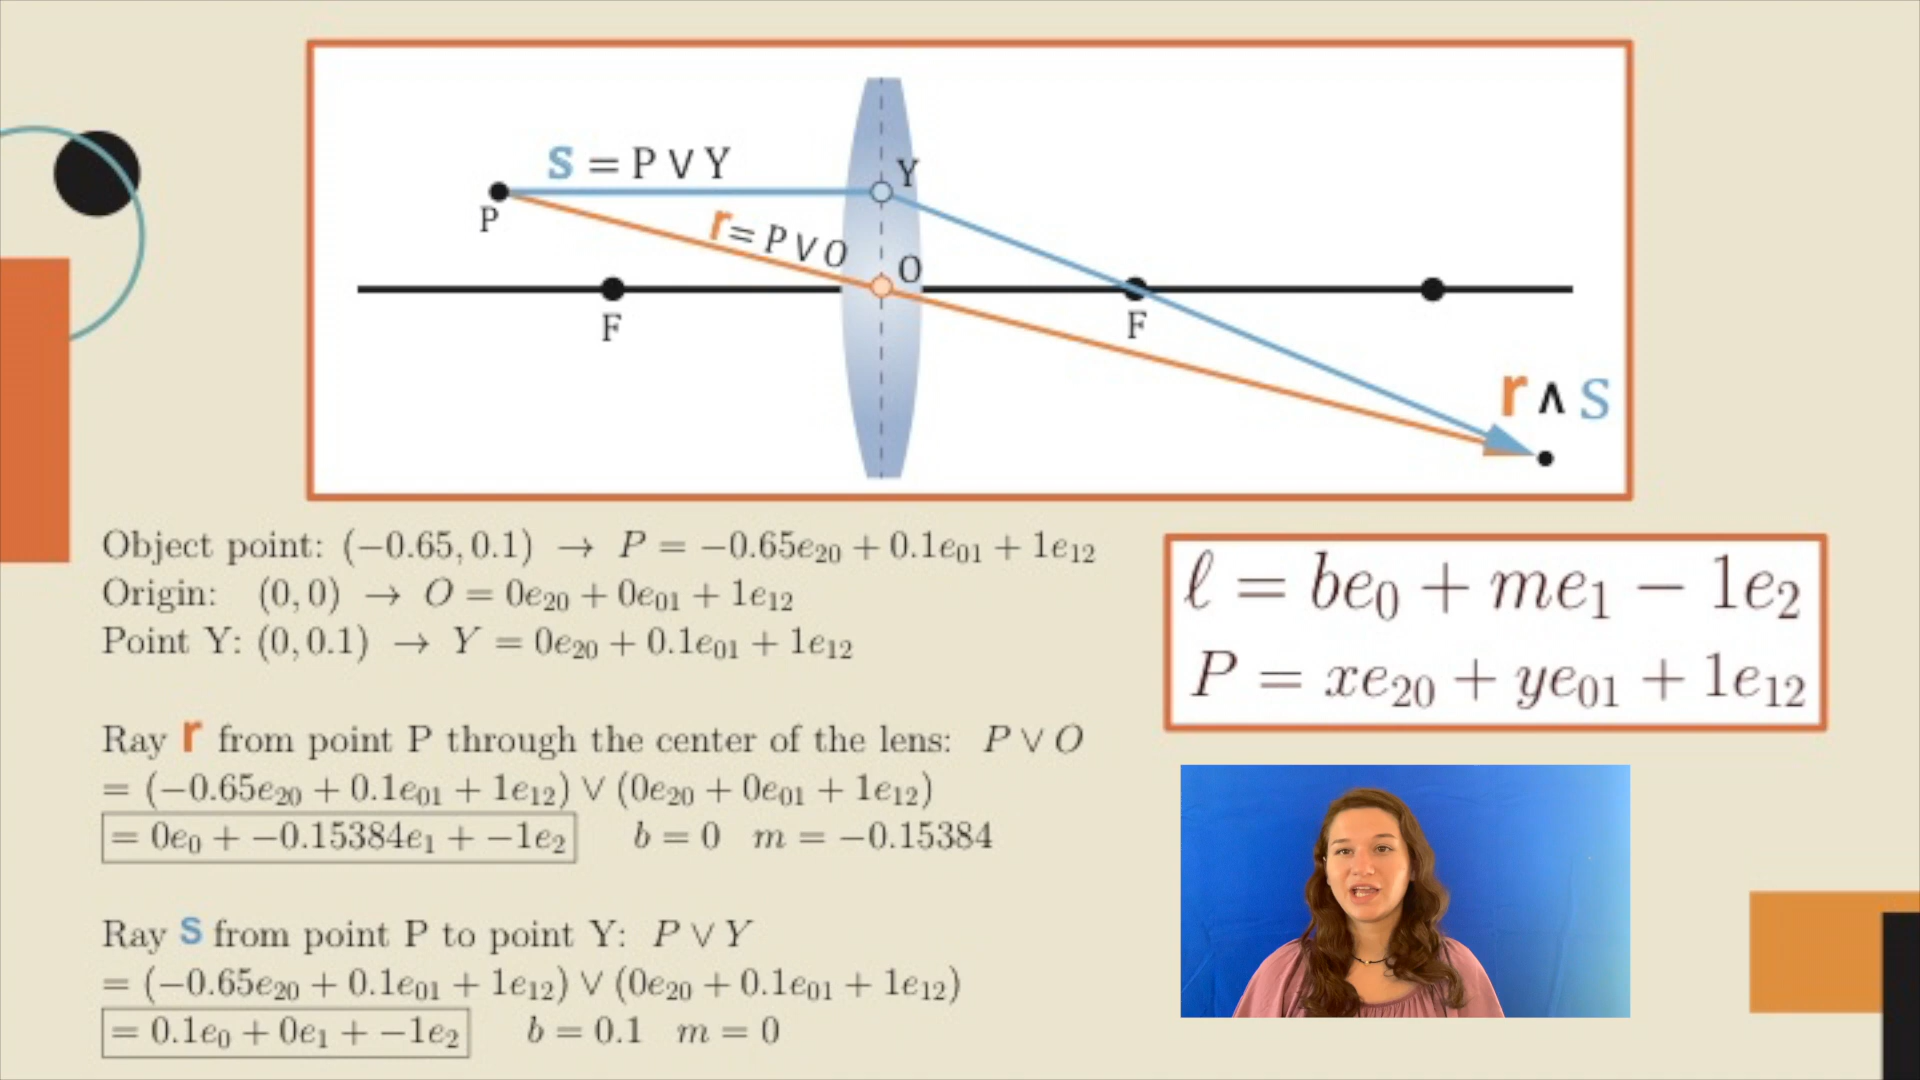 s = P ∨ Y
Y
P
r = P ∨ O
O
F
F
r ∧ s
Object point: (−0.65, 0.1) → P = −0.65e₂₀ + 0.1e₀₁ + 1e₁₂
Origin: (0, 0) → O = 0e₂₀ + 0e₀₁ + 1e₁₂
Point Y: (0, 0.1) → Y = 0e₂₀ + 0.1e₀₁ + 1e₁₂
ℓ = be₀ + me₁ − 1e₂
P = xe₂₀ + ye₀₁ + 1e₁₂
Ray r from point P through the center of the lens: P ∨ O
= (−0.65e₂₀ + 0.1e₀₁ + 1e₁₂) ∨ (0e₂₀ + 0e₀₁ + 1e₁₂)
= 0e₀ + −0.15384e₁ + −1e₂ b = 0 m = −0.15384
Ray s from point P to point Y: P ∨ Y
= (−0.65e₂₀ + 0.1e₀₁ + 1e₁₂) ∨ (0e₂₀ + 0.1e₀₁ + 1e₁₂)
= 0.1e₀ + 0e₁ + −1e₂ b = 0.1 m = 0